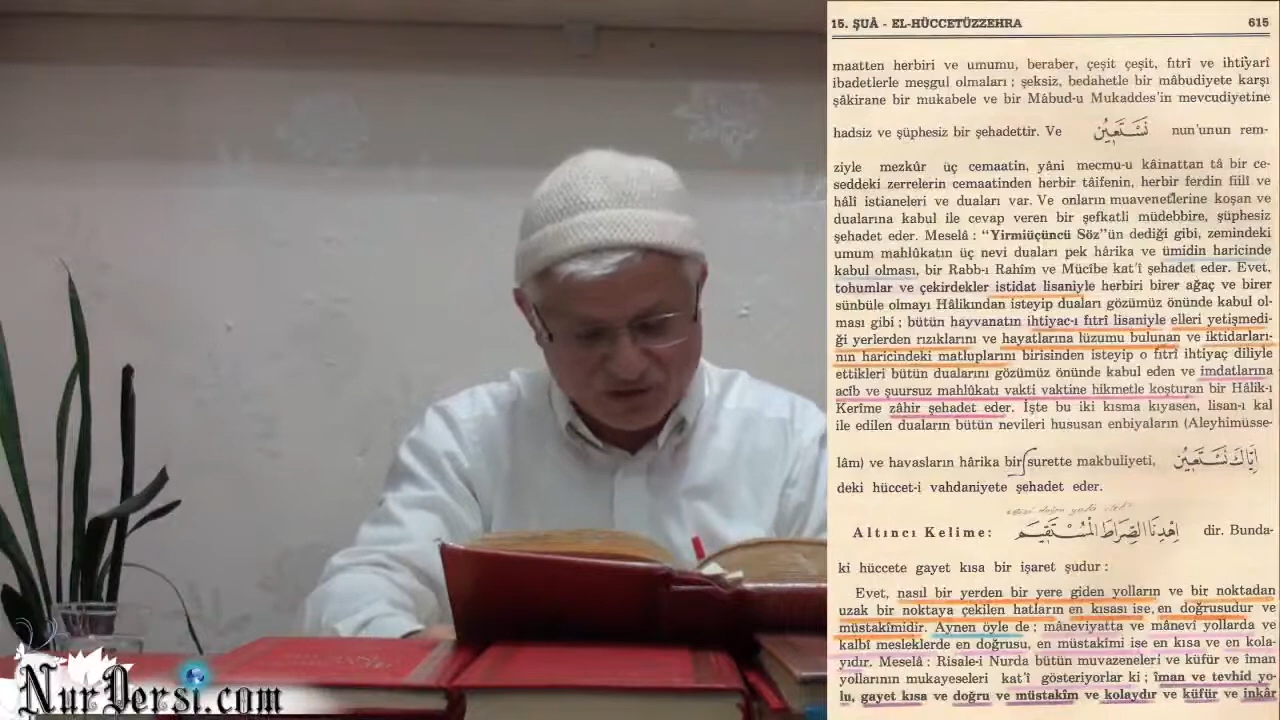 15. ŞUÂ - EL-HÜCCETÜZZEHRA 615
maatten herbiri ve umumu, beraber, çeşit çeşit, fıtrî ve ihtiyarî
ibadetlerle meşgul olmaları ; şeksiz, bedahetle bir mâbudiyete karşı
şâkirane bir mukabele ve bir Mâbud-u Mukaddes'in mevcudiyetine
hadsiz ve şüphesiz bir şehadettir. Ve نَسْتَعِينُ nun'unun rem-
ziyle mezkûr üç cemaatin, yâni mecmu-u kâinattan tâ bir ce-
seddeki zerrelerin cemaatinden herbir tâifenin, herbir ferdin fiilî ve
hâlî istianeleri ve duaları var. Ve onların muavenetlerine koşan ve
dualarına kabul ile cevap veren bir şefkatli müdebbire, şüphesiz
şehadet eder. Meselâ : "Yirmiüçüncü Söz"ün dediği gibi, zemindeki
umum mahlûkatın üç nevi duaları pek hârika ve ümidin haricinde
kabul olması, bir Rabb-ı Rahîm ve Mücîbe kat'î şehadet eder. Evet,
tohumlar ve çekirdekler istidat lisaniyle herbiri birer ağaç ve birer
sünbüle olmayı Hâlikından isteyip duaları gözümüz önünde kabul ol-
ması gibi ; bütün hayvanatın ihtiyac-ı fıtrî lisaniyle elleri yetişmedi-
ği yerlerden rızıklarını ve hayatlarına lüzumu bulunan ve iktidarları-
nın haricindeki matluplarını birisinden isteyip o fıtrî ihtiyaç diliyle
ettikleri bütün dualarını gözümüz önünde kabul eden ve imdatlarına
acîb ve şuursuz mahlûkatı vakti vaktine hikmetle koşturan bir Hâlik-ı
Kerîme zâhir şehadet eder. İşte bu iki kısma kıyasen, lisan-ı kal
ile edilen duaların bütün nevileri hususan enbiyaların (Aleyhimüsse-
lâm) ve havasların hârika bir surette makbuliyeti, اِيَّاكَ نَسْتَعِينُ
deki hüccet-i vahdaniyete şehadet eder.
Altıncı Kelime: اِهْدِنَا الصِّرَاطَ الْمُسْتَقِيمَ dir. Bunda-
ki hüccete gayet kısa bir işaret şudur :
Evet, nasıl bir yerden bir yere giden yolların ve bir noktadan
uzak bir noktaya çekilen hatların en kısası ise, en doğrusudur ve
müstakîmidir. Aynen öyle de ; mâneviyatta ve mânevî yollarda ve
kalbî mesleklerde en doğrusu, en müstakîmi ise en kısa ve en kola-
yıdır. Meselâ : Risale-i Nurda bütün muvazeneleri ve küfür ve îman
yollarının mukayeseleri kat'î gösteriyorlar ki ; îman ve tevhid yo-
lu, gayet kısa ve doğru ve müstakîm ve kolaydır ve küfür ve inkâr
NurDersi.com